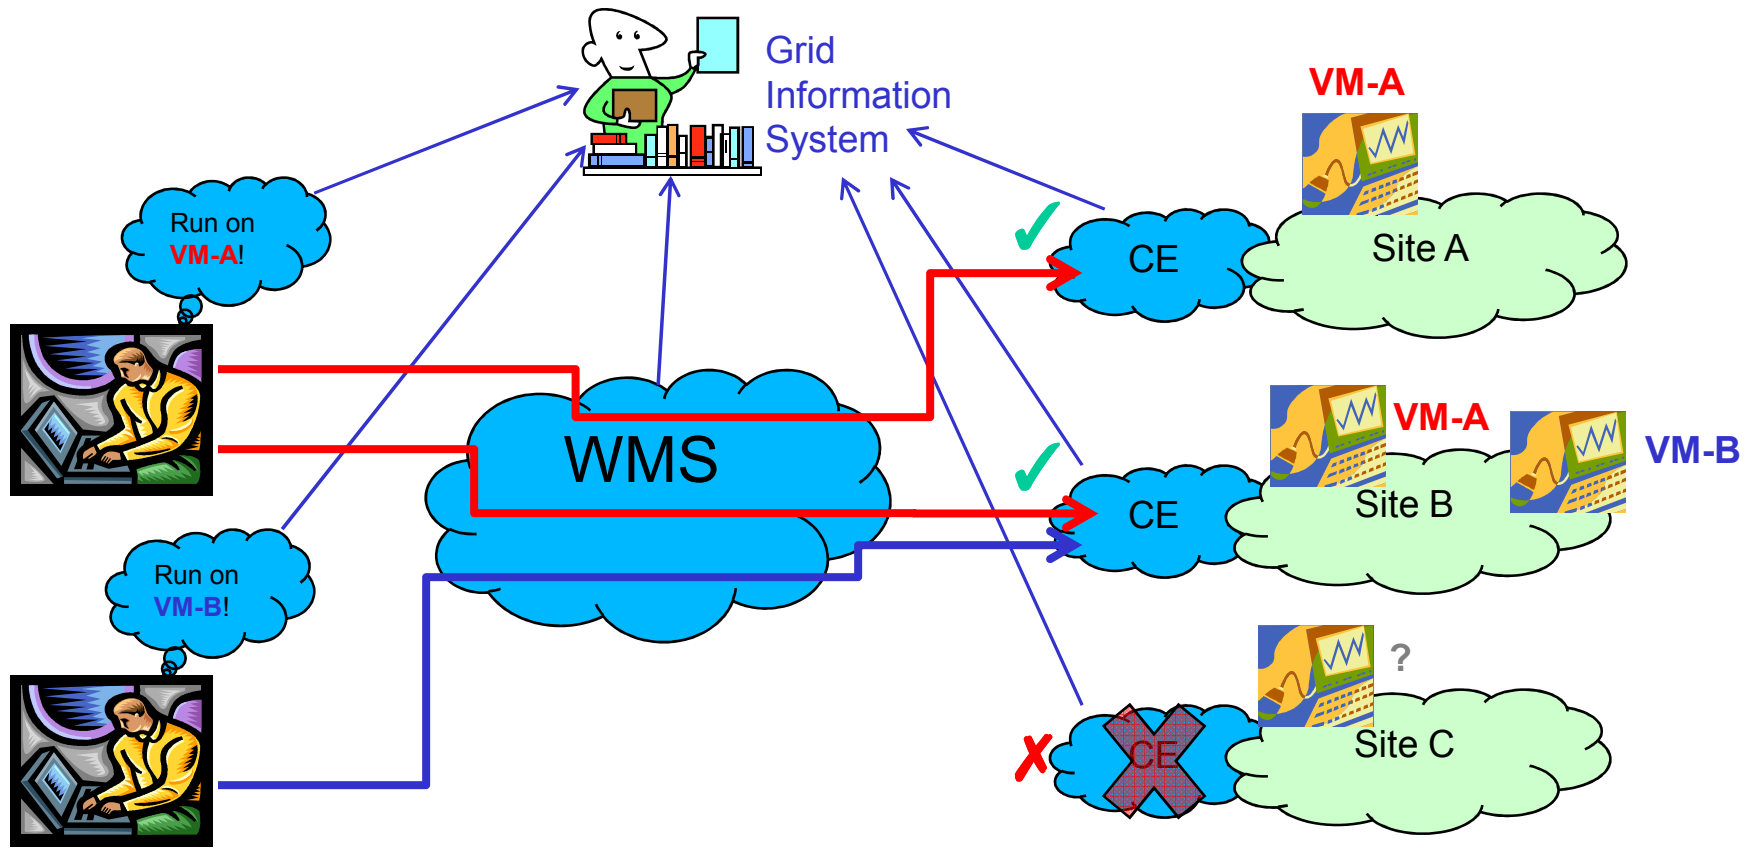 Grid
Information
System
VM-A
Run on
VM-A!
CE
Site A
WMS
VM-A
VM-B
CE
Site B
Run on
VM-B!
?
CE
Site C